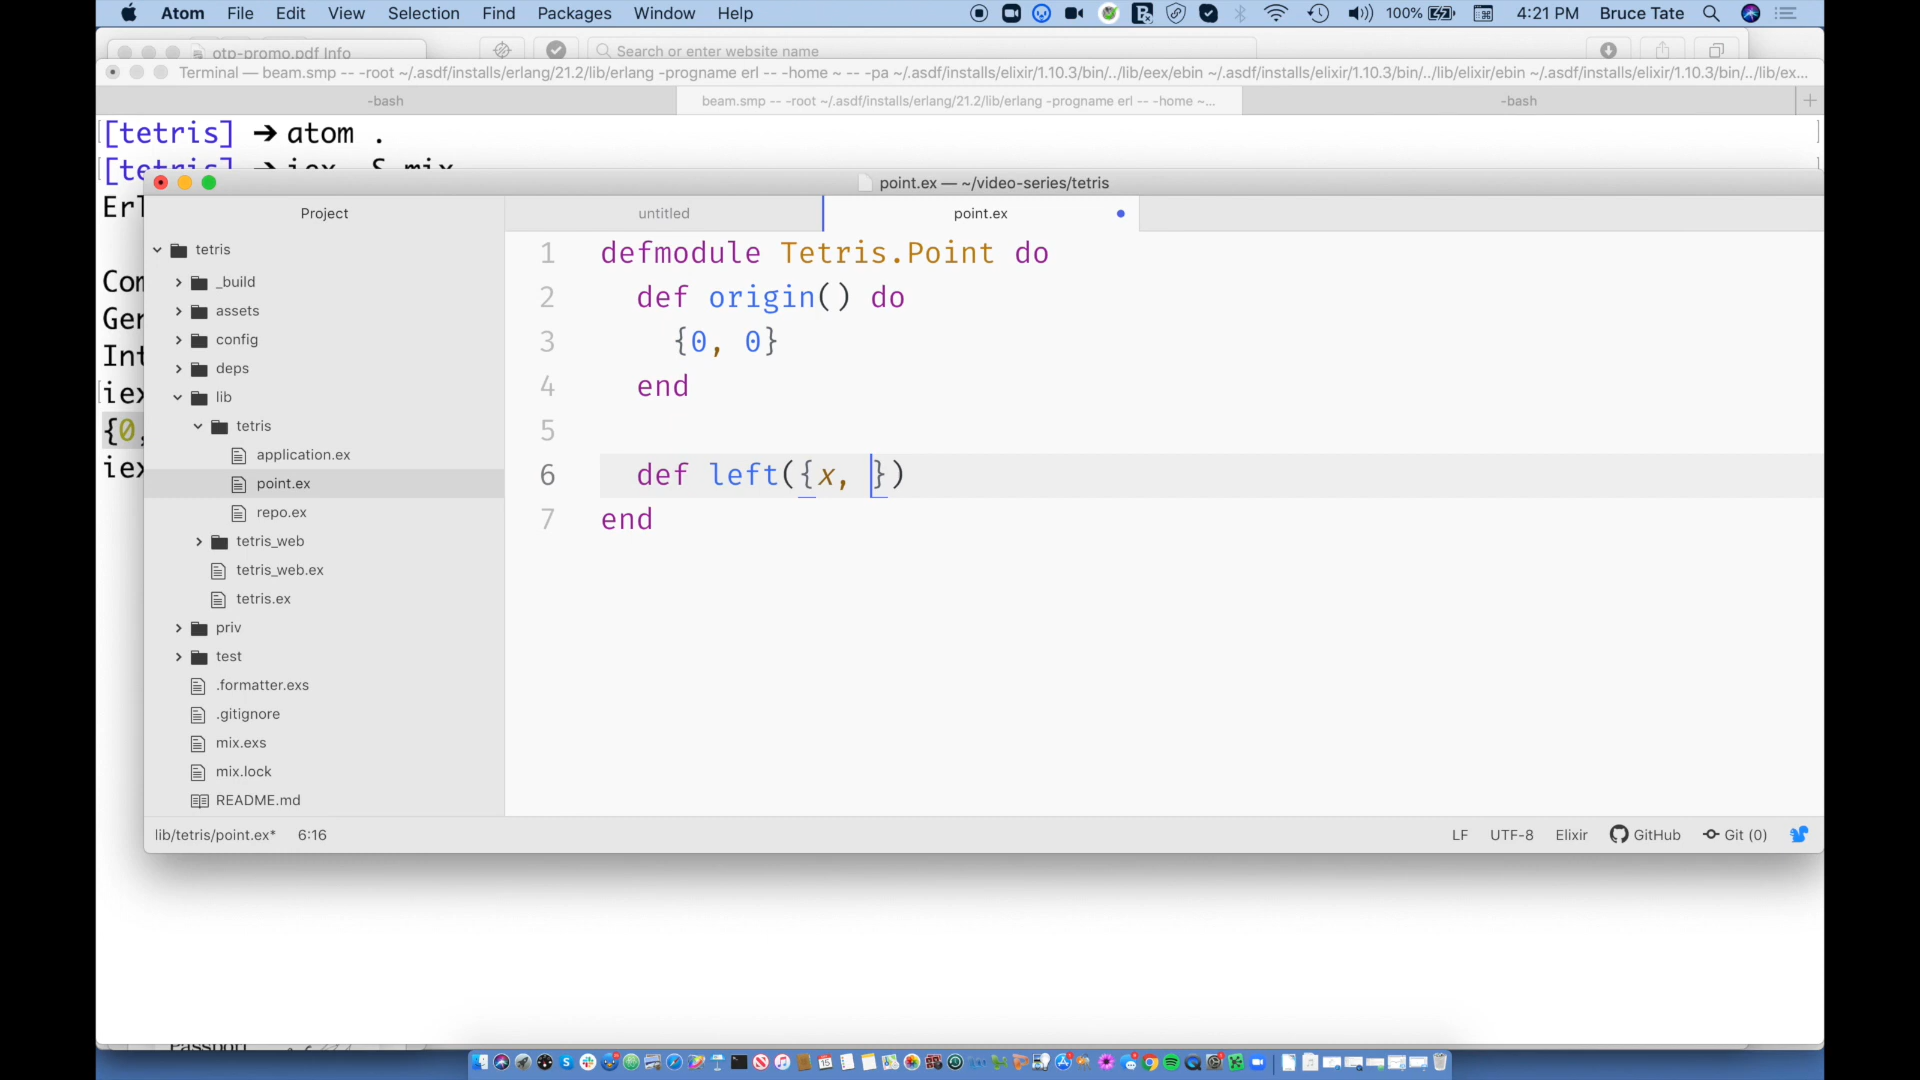 Atom File Edit View Selection Find Packages Window Help 100% 4:21 PM Bruce Tate
otp-promo.pdf Info Search or enter website name
Terminal — beam.smp -- -root ~/.asdf/installs/erlang/21.2/lib/erlang -progname erl -- -home ~ -- -pa ~/.asdf/installs/elixir/1.10.3/bin/../lib/eex/ebin ~/.asdf/installs/elixir/1.10.3/bin/../lib/elixir/ebin ~/.asdf/installs/elixir/1.10.3/bin/../lib/ex...
-bash beam.smp -- -root ~/.asdf/installs/erlang/21.2/lib/erlang -progname erl -- -home ~... -bash
[tetris] ➔ atom .
[tetris] ➔ iex -S mix
point.ex — ~/video-series/tetris
Project untitled point.ex
tetris
_build
assets
config
deps
lib
tetris
application.ex
point.ex
repo.ex
tetris_web
tetris_web.ex
tetris.ex
priv
test
.formatter.exs
.gitignore
mix.exs
mix.lock
README.md
1 defmodule Tetris.Point do
2 def origin() do
3 {0, 0}
4 end
5
6 def left({x, })
7 end
lib/tetris/point.ex* 6:16 LF UTF-8 Elixir GitHub Git (0)